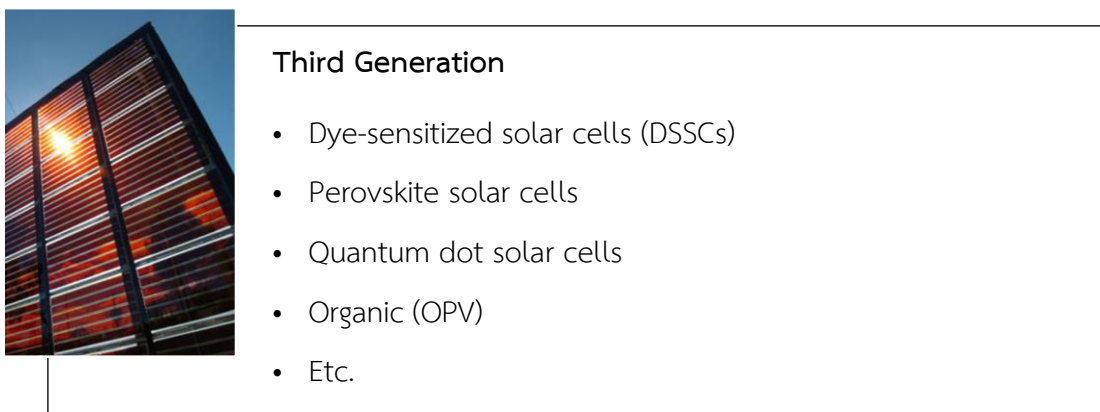 Third Generation
• Dye-sensitized solar cells (DSSCs)
• Perovskite solar cells
• Quantum dot solar cells
• Organic (OPV)
• Etc.